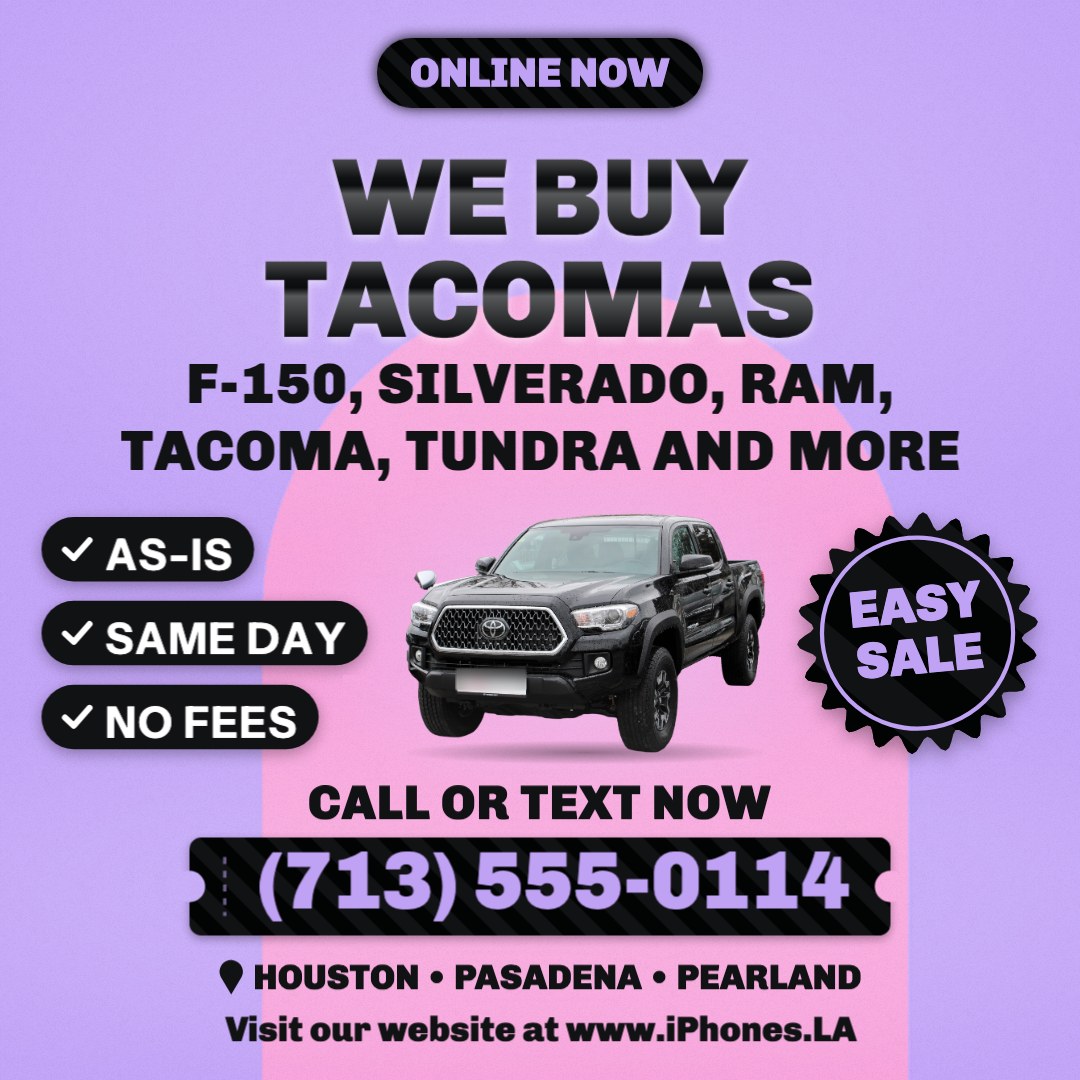 ONLINE NOW
WE BUY
TACOMAS
F-150, SILVERADO, RAM,
TACOMA, TUNDRA AND MORE
AS-IS
SAME DAY
NO FEES
EASY
SALE
CALL OR TEXT NOW
(713) 555-0114
HOUSTON • PASADENA • PEARLAND
Visit our website at www.iPhones.LA